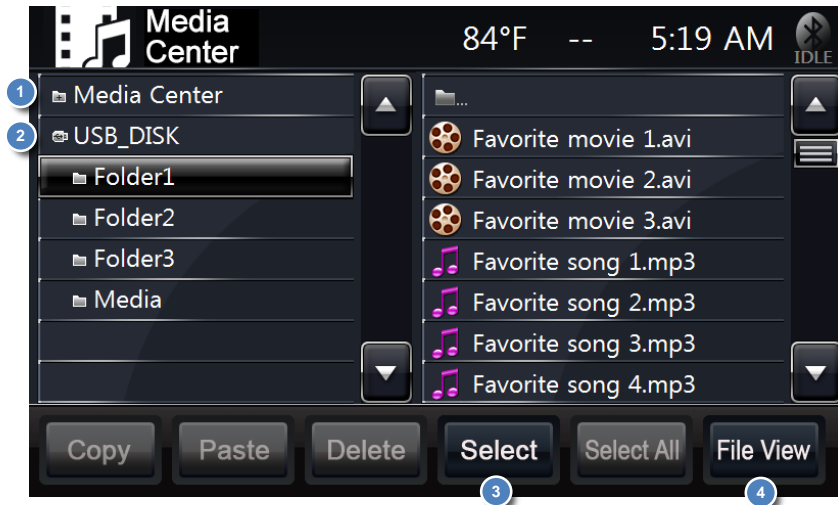 Media
Center
84°F -- 5:19 AM
IDLE
1 Media Center
2 USB_DISK
Folder1
Folder2
Folder3
Media
...
Favorite movie 1.avi
Favorite movie 2.avi
Favorite movie 3.avi
Favorite song 1.mp3
Favorite song 2.mp3
Favorite song 3.mp3
Favorite song 4.mp3
Copy Paste Delete Select Select All File View
3 4